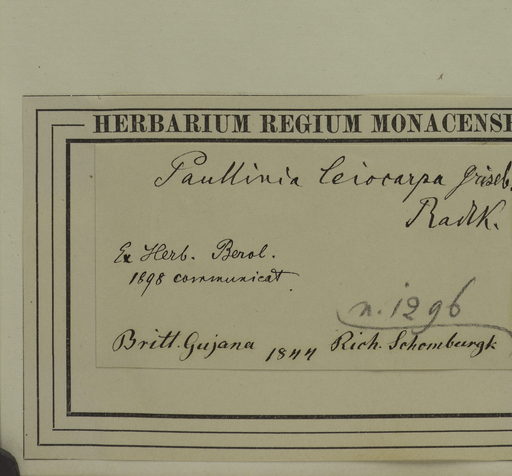 HERBARIUM REGIUM MONACENSE
Paullinia leiocarpa Griseb.
Radlk.
Ex Herb. Berol.
1898 communicat.
n. 1296
Britt. Gujana 1844 Rich. Schomburgk